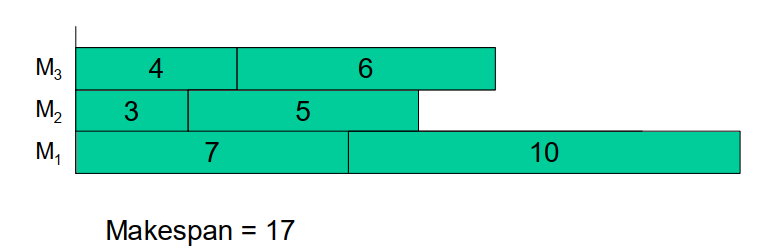 M₃ 4 6
M₂ 3 5
M₁ 7 10
Makespan = 17